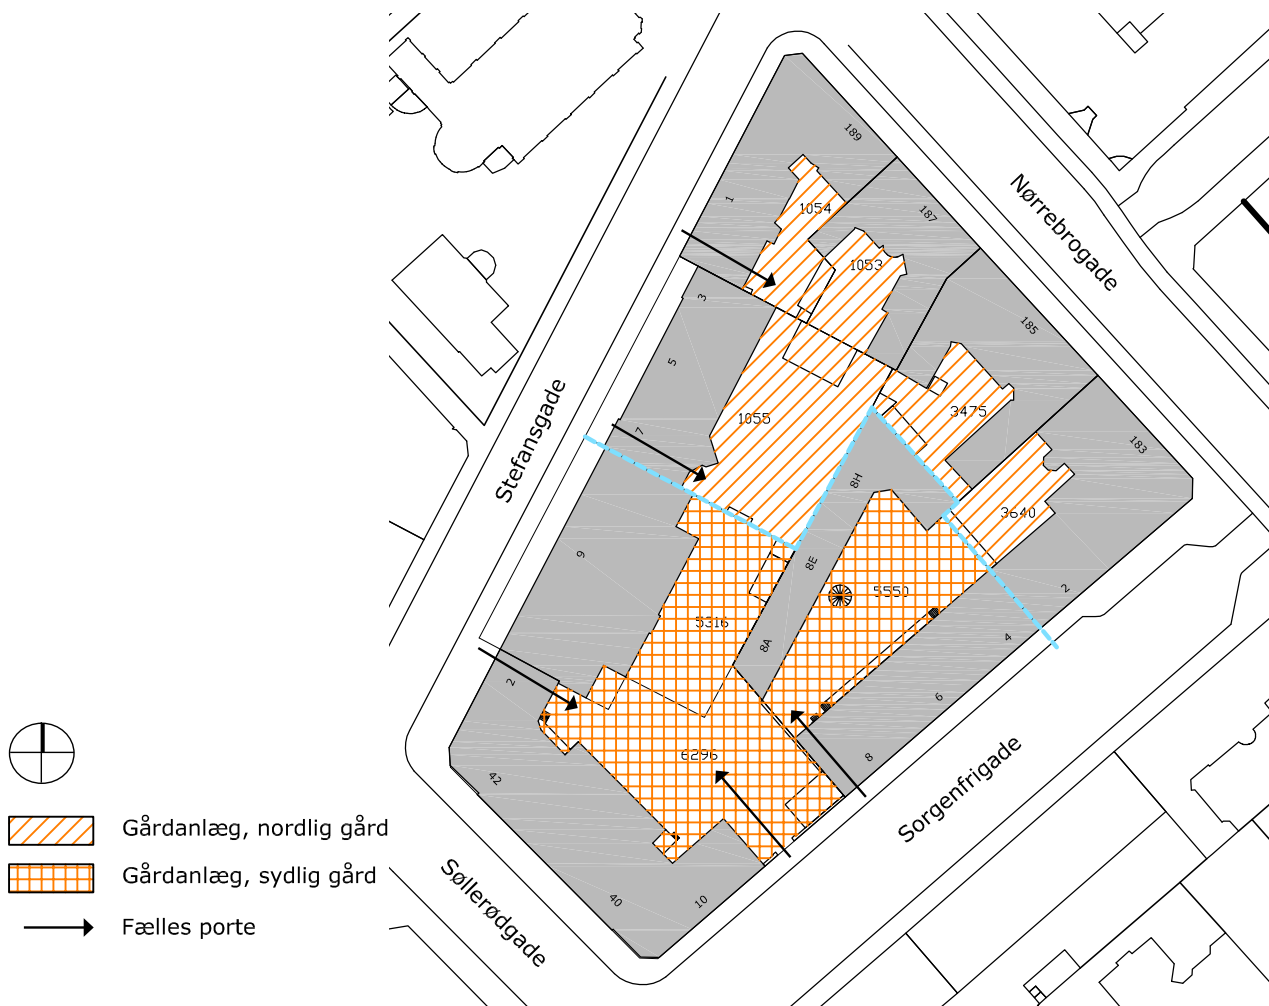 189
Nørrebrogade
187
1054
1
1053
3
185
5
Stefansgade
3475
1055
7
183
8H
3640
9
8E
5550
2
5316
4
8A
2
6
6296
8
42
Sorgenfrigade
Gårdanlæg, nordlig gård
Gårdanlæg, sydlig gård
Søllerødgade
40
10
Fælles porte